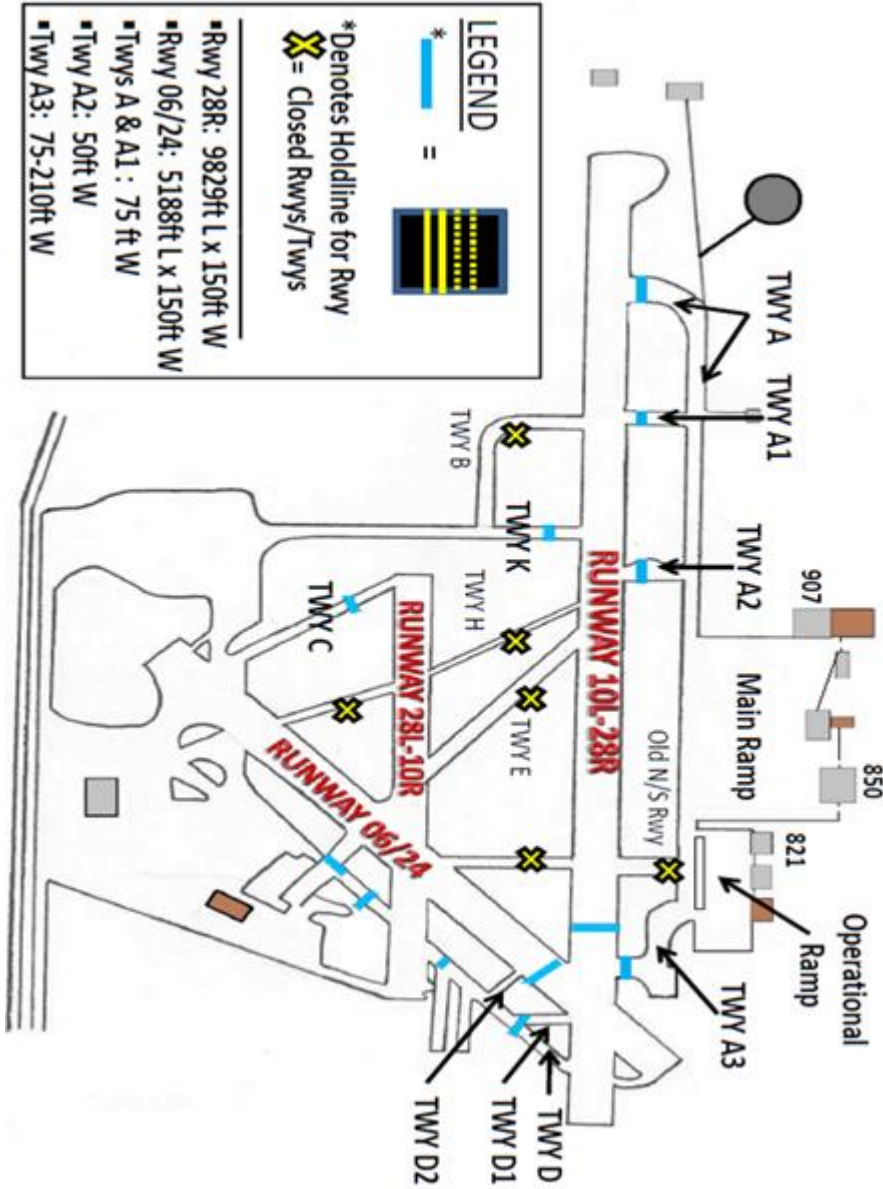 LEGEND
* =
*Denotes Holdline for Rwy
X = Closed Rwys/Twys
▪Rwy 28R: 9829ft L x 150ft W
▪Rwy 06/24: 5188ft L x 150ft W
▪Twys A & A1 : 75 ft W
▪Twy A2: 50ft W
▪Twy A3: 75-210ft W
TWY A
TWY A1
TWY A2
907
Main Ramp
850
821
Operational
Ramp
TWY A3
Old N/S Rwy
RUNWAY 10L-28R
TWY B
TWY K
TWY H
TWY E
TWY C
RUNWAY 28L-10R
RUNWAY 06/24
TWY D
TWY D1
TWY D2